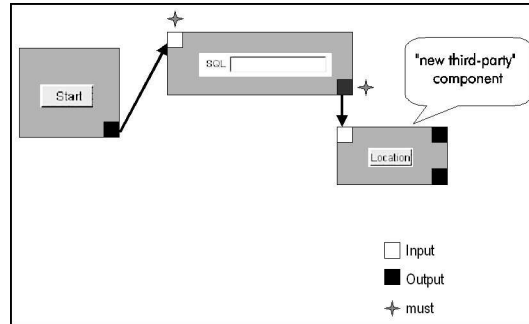 SQL
"new third-party"
component
Start
Location
Input
Output
must